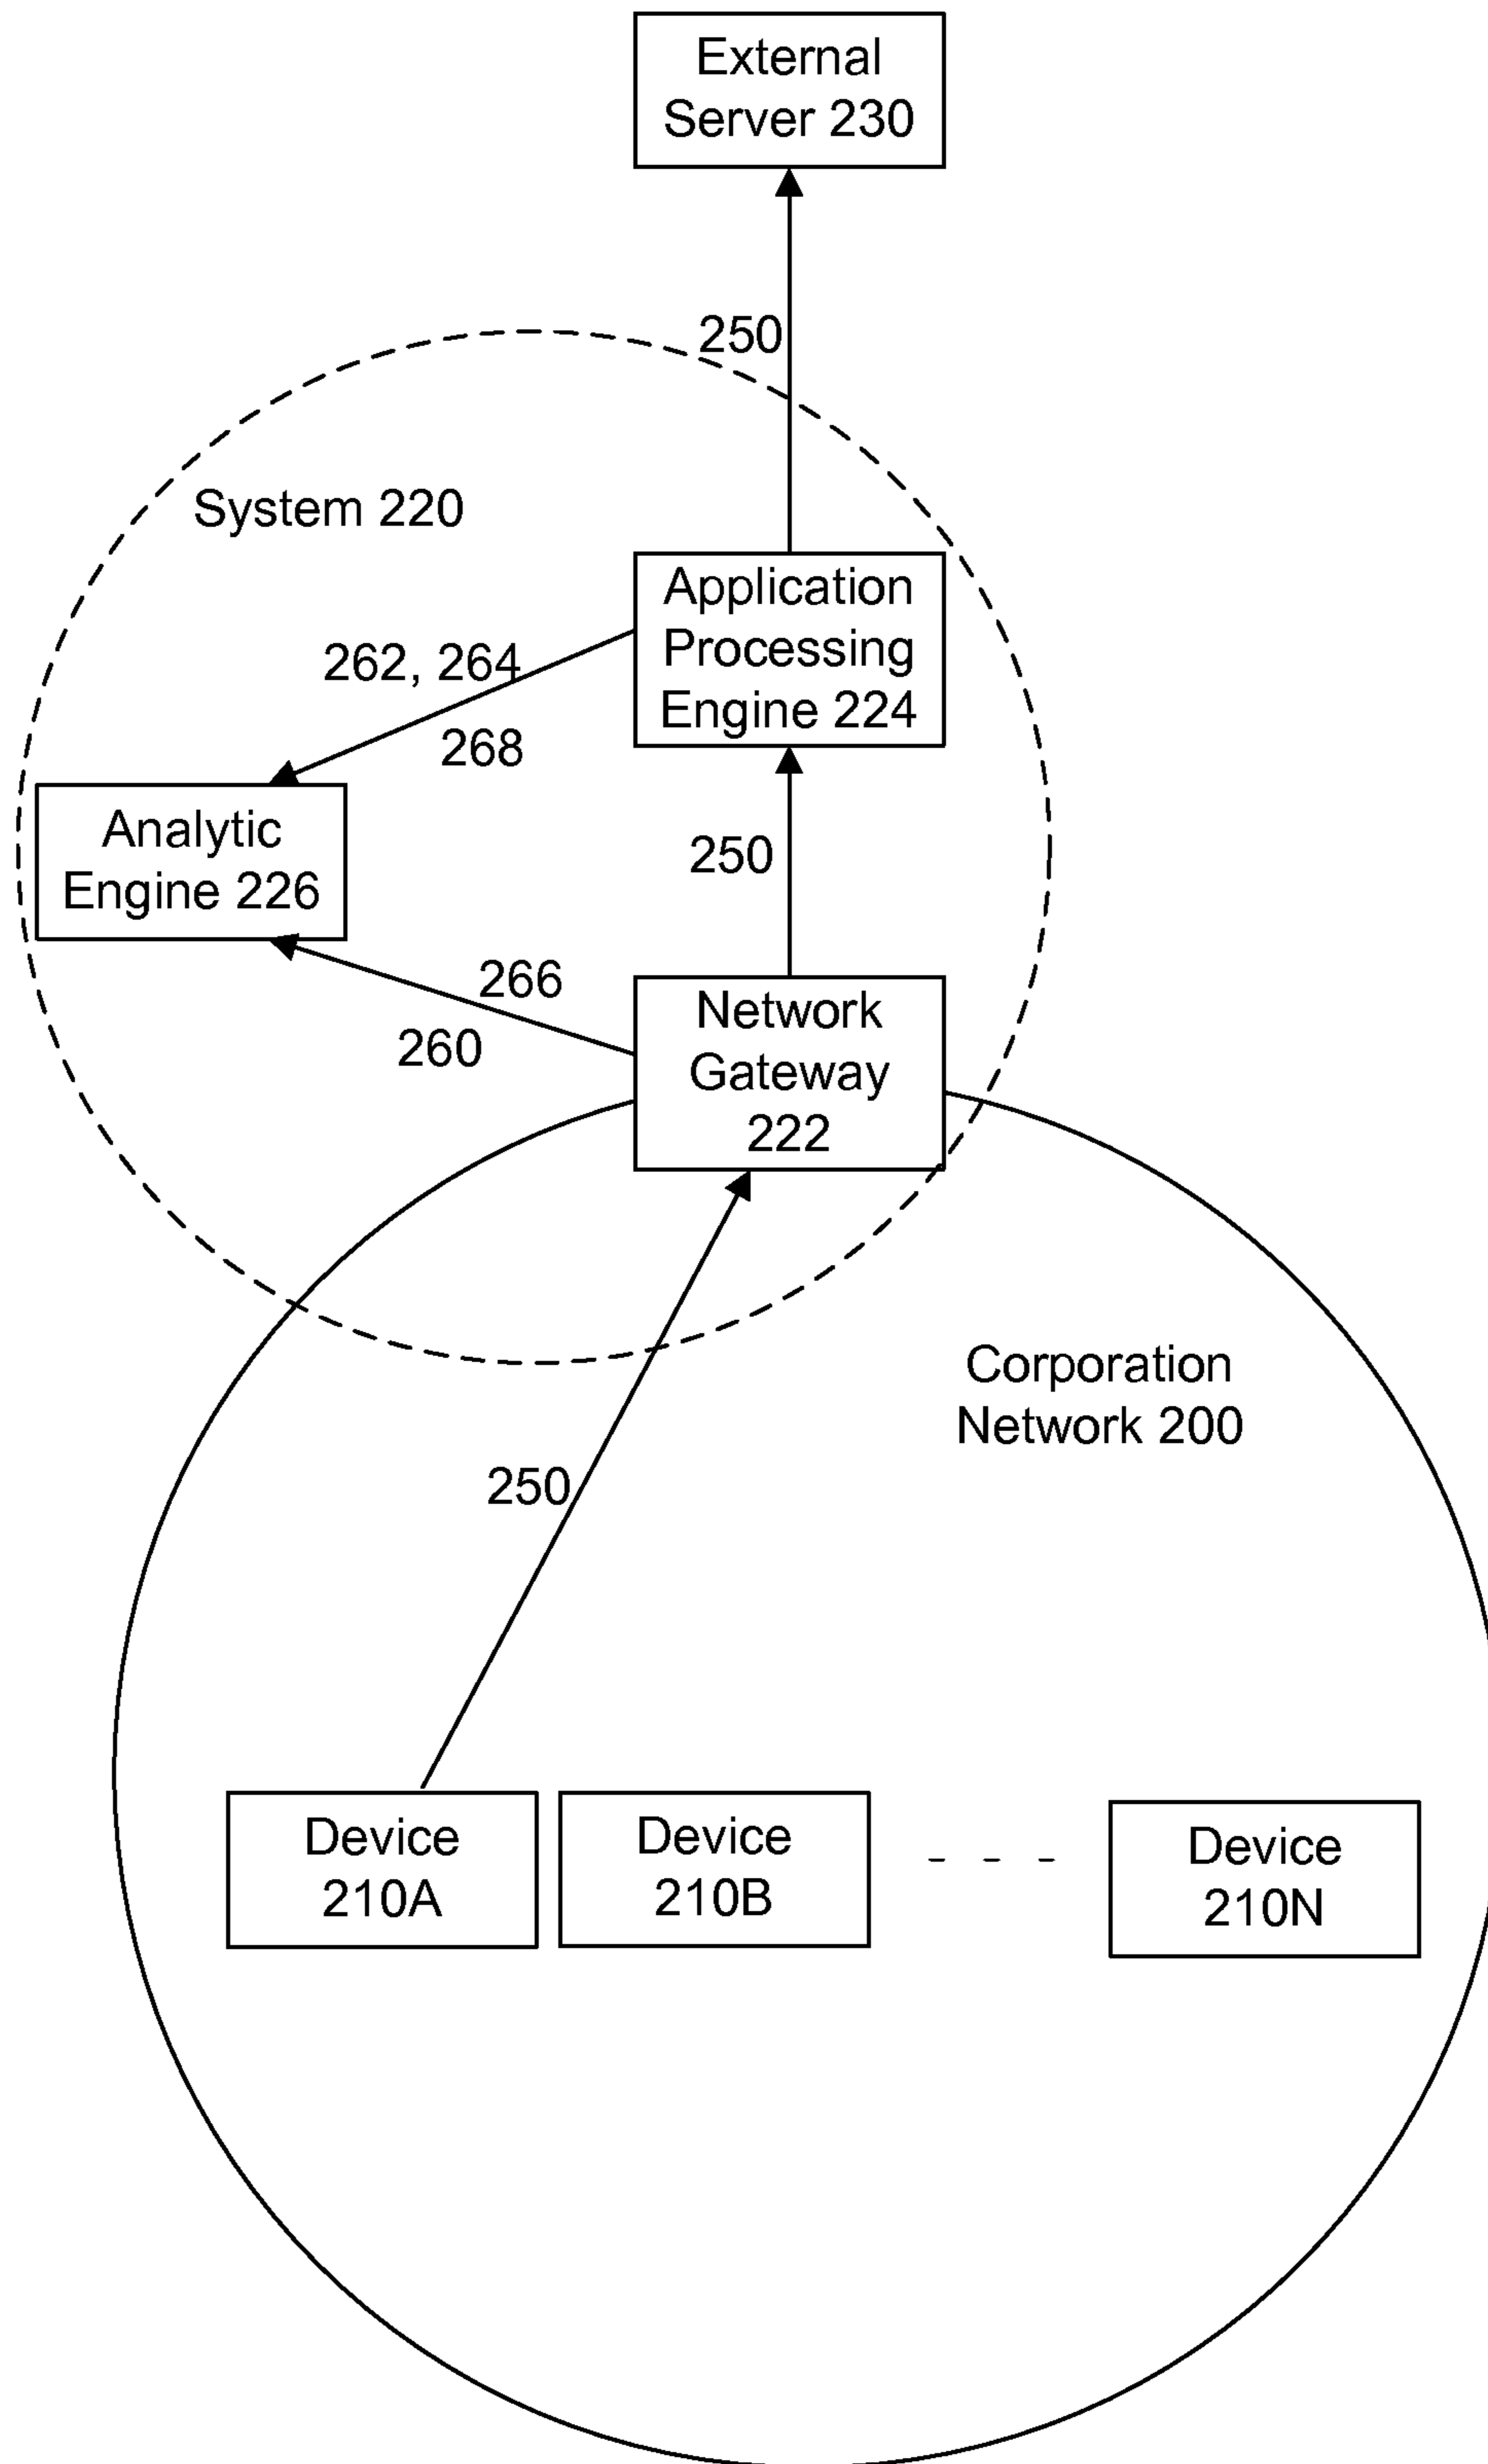 External
Server 230
250
System 220
Application
Processing
Engine 224
262, 264
268
Analytic
Engine 226
250
266
260
Network
Gateway
222
Corporation
Network 200
250
Device
210A
Device
210B
Device
210N